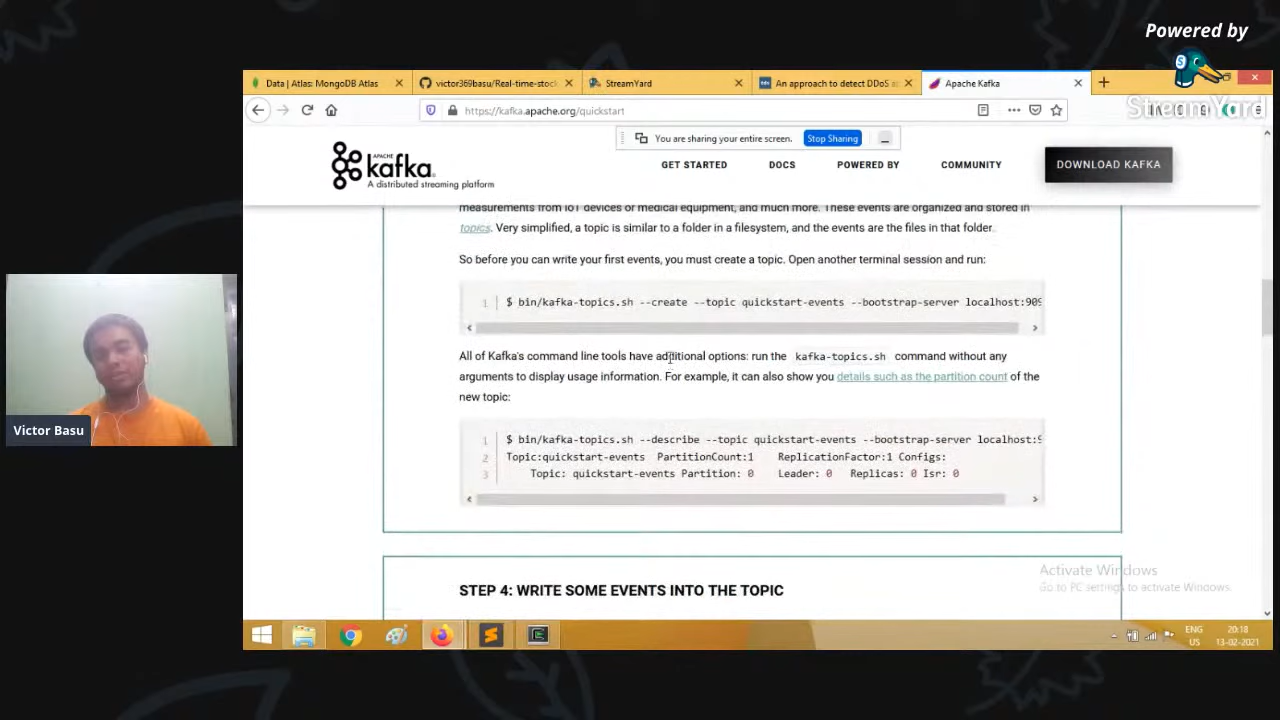 Powered by
StreamYard
Data | Atlas: MongoDB Atlas
victor369basu/Real-time-stock
StreamYard
An approach to detect DDoS a
Apache Kafka
https://kafka.apache.org/quickstart
You are sharing your entire screen.
Stop Sharing
APACHE
kafka
A distributed streaming platform
GET STARTED
DOCS
POWERED BY
COMMUNITY
DOWNLOAD KAFKA
measurements from IoT devices or medical equipment, and much more. These events are organized and stored in
topics. Very simplified, a topic is similar to a folder in a filesystem, and the events are the files in that folder.
So before you can write your first events, you must create a topic. Open another terminal session and run:
1 $ bin/kafka-topics.sh --create --topic quickstart-events --bootstrap-server localhost:909
All of Kafka's command line tools have additional options: run the kafka-topics.sh command without any
arguments to display usage information. For example, it can also show you details such as the partition count of the
new topic:
1 $ bin/kafka-topics.sh --describe --topic quickstart-events --bootstrap-server localhost:9
2 Topic:quickstart-events PartitionCount:1 ReplicationFactor:1 Configs:
3 Topic: quickstart-events Partition: 0 Leader: 0 Replicas: 0 Isr: 0
STEP 4: WRITE SOME EVENTS INTO THE TOPIC
Activate Windows
Go to PC settings to activate Windows.
Victor Basu
ENG
US
20:18
13-02-2021